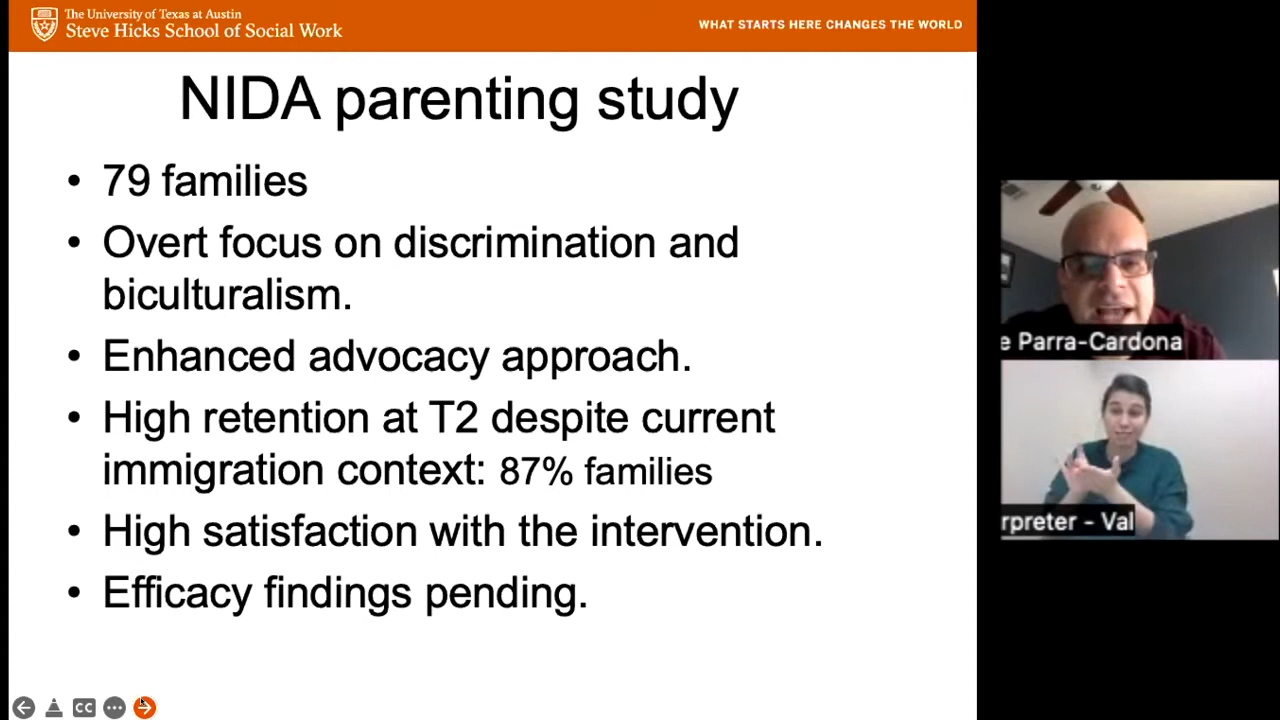 The University of Texas at Austin
Steve Hicks School of Social Work
WHAT STARTS HERE CHANGES THE WORLD
NIDA parenting study
• 79 families
• Overt focus on discrimination and
biculturalism.
• Enhanced advocacy approach.
• High retention at T2 despite current
immigration context: 87% families
• High satisfaction with the intervention.
• Efficacy findings pending.
e Parra-Cardona
rpreter - Val
CC